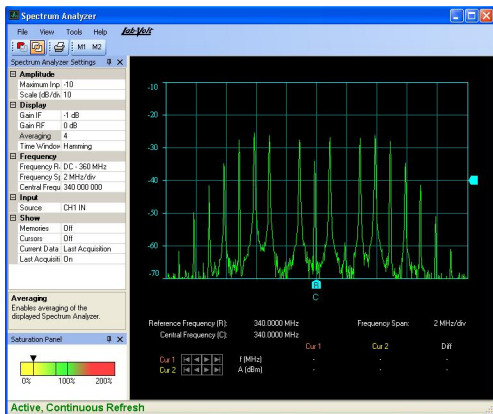 Spectrum Analyzer
File View Tools Help Lab-Volt
M1 M2
Spectrum Analyzer Settings
Amplitude
Maximum Inp -10
Scale (dB/div 10
Display
Gain IF -1 dB
Gain RF 0 dB
Averaging 4
Time Window Hamming
Frequency
Frequency R DC - 360 MHz
Frequency Sp 2 MHz/div
Central Frequ 340 000 000
Input
Source CH1 IN
Show
Memories Off
Cursors Off
Current Data Last Acquisition
Last Acquisiti On
Averaging
Enables averaging of the
displayed Spectrum Analyzer.
Saturation Panel
0% 100% 200%
-10
-20
-30
-40
-50
-60
-70
R
C
Reference Frequency (R): 340.0000 MHz Frequency Span: 2 MHz/div
Central Frequency (C): 340.0000 MHz
Cur 1 Cur 2 Diff
Cur 1 f (MHz) - - -
Cur 2 A (dBm) - - -
Active, Continuous Refresh